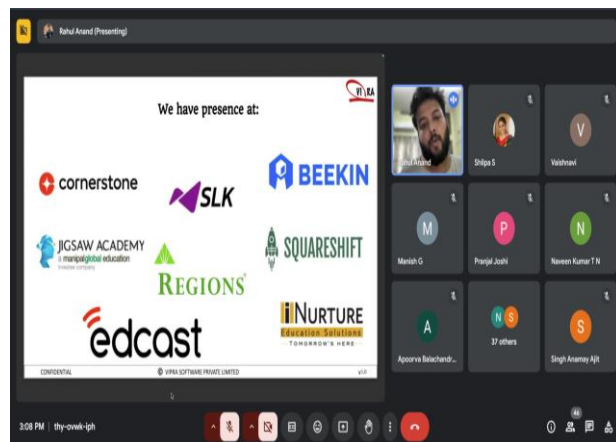 Rahul Anand (Presenting)
VIPRA
We have presence at:
cornerstone
SLK
BEEKIN
JIGSAW ACADEMY
a manipalglobal education
SQUARESHIFT
REGIONS
edcast
iNURTURE
Education Solutions
TOMORROW'S HERE
CONFIDENTIAL
© VIPRA SOFTWARE PRIVATE LIMITED
v1.0
Rahul Anand
Shilpa S
V
Vaishnavi
M
Manish G
P
Pranjal Joshi
N
Naveen Kumar T N
A
Apoorva Balachandr...
N S
37 others
S
Singh Anamay Ajit
3:08 PM | thy-ovwk-iph
46